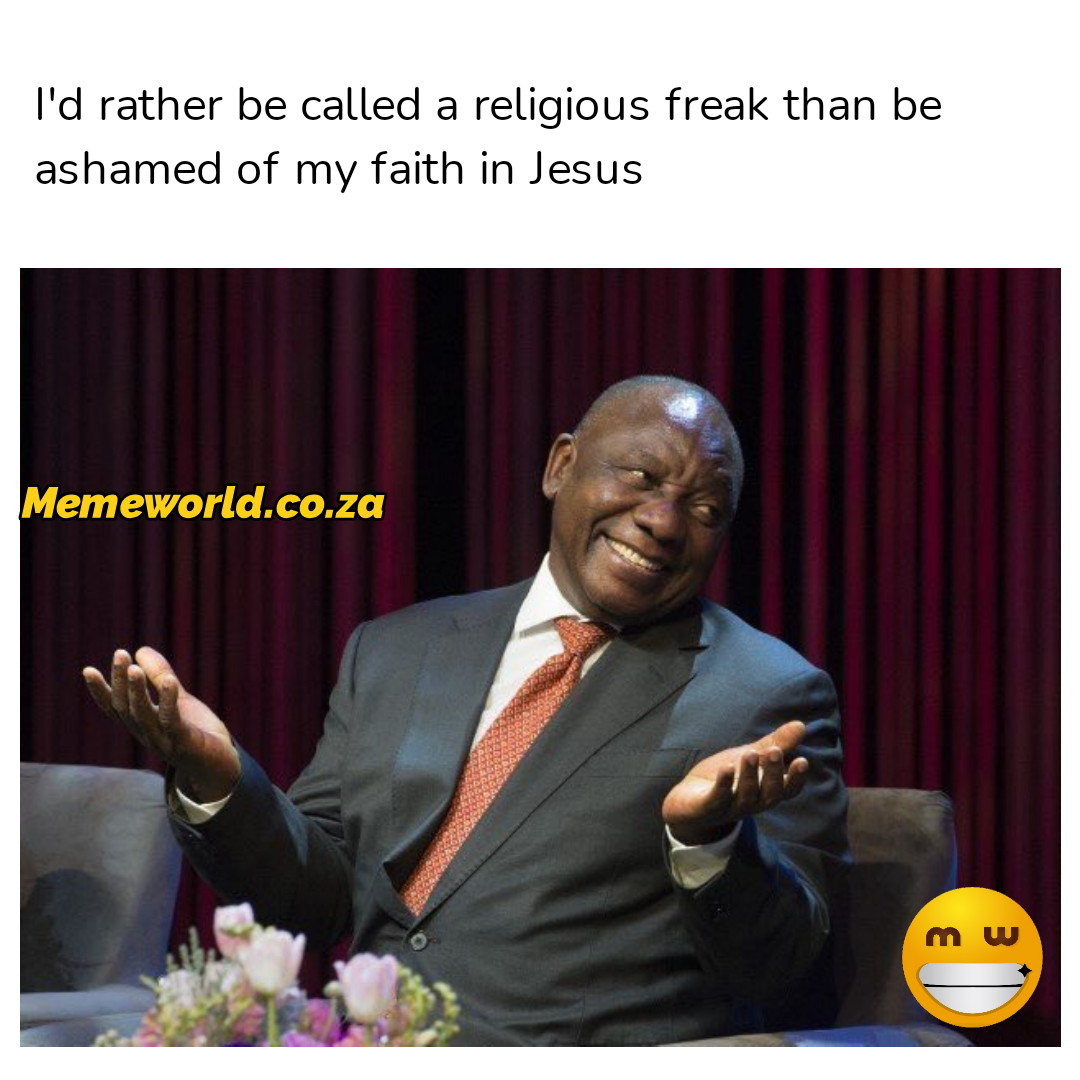 I'd rather be called a religious freak than be
ashamed of my faith in Jesus
Memeworld.co.za
m w